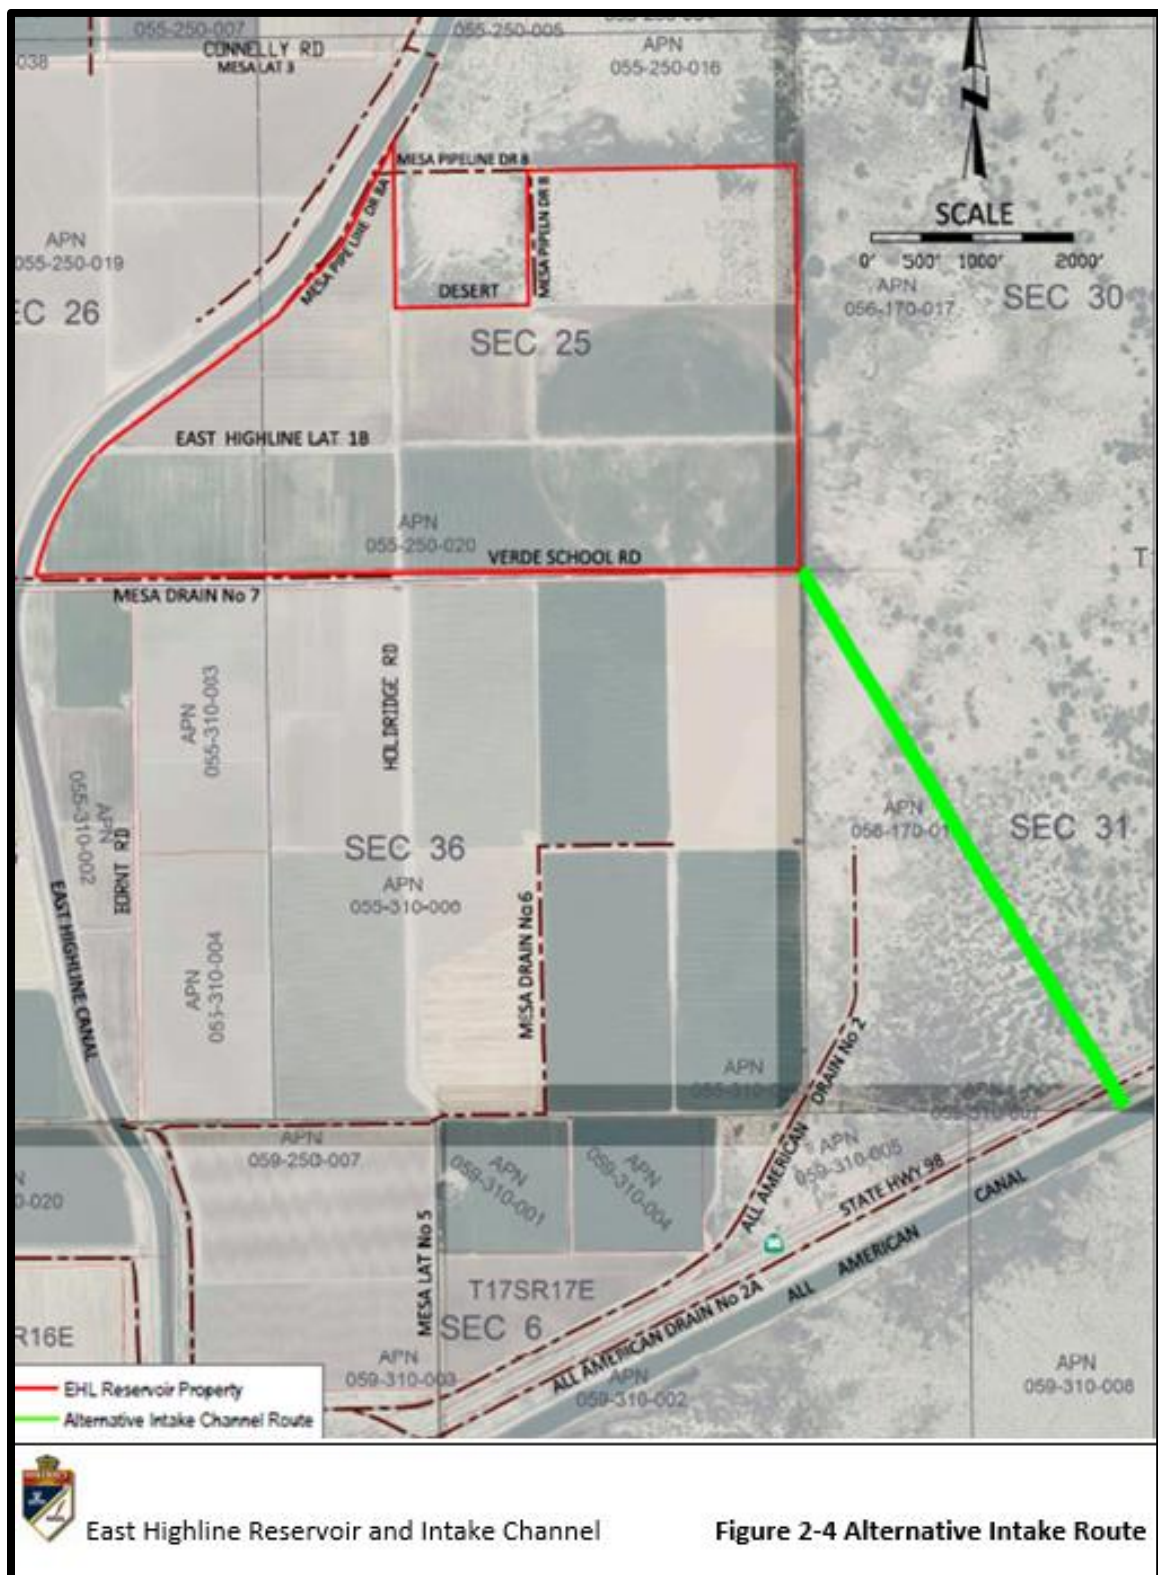 055-250-007
055-250-005
CONNELLY RD
MESA LAT 3
-038
APN
055-250-016
MESA PIPELINE DR 8
MESA PIPE LINE DR 8A
MESA PIPELN DR 8
DESERT
SCALE
0' 500' 1000' 2000'
APN
055-250-019
EC 26
APN
056-170-017
SEC 30
SEC 25
EAST HIGHLINE LAT 1B
APN
055-250-020
VERDE SCHOOL RD
MESA DRAIN No 7
APN
055-310-003
HOLDRIDGE RD
APN
055-310-002
BORNT RD
EAST HIGHLINE CANAL
SEC 36
APN
055-310-006
APN
SEC 31
APN
055-310-004
MESA DRAIN No6
APN
ALL AMERICAN DRAIN No 2
APN
059-250-007
APN
059-310-001
APN
059-310-004
APN
059-310-005
STATE HWY 98
0-020
MESA LAT No 5
ALL AMERICAN CANAL
T17SR17E
SEC 6
ALL AMERICAN DRAIN No 2A
R16E
APN
059-310-003
APN
059-310-002
APN
059-310-008
EHL Reservoir Property
Alternative Intake Channel Route
East Highline Reservoir and Intake Channel
Figure 2-4 Alternative Intake Route